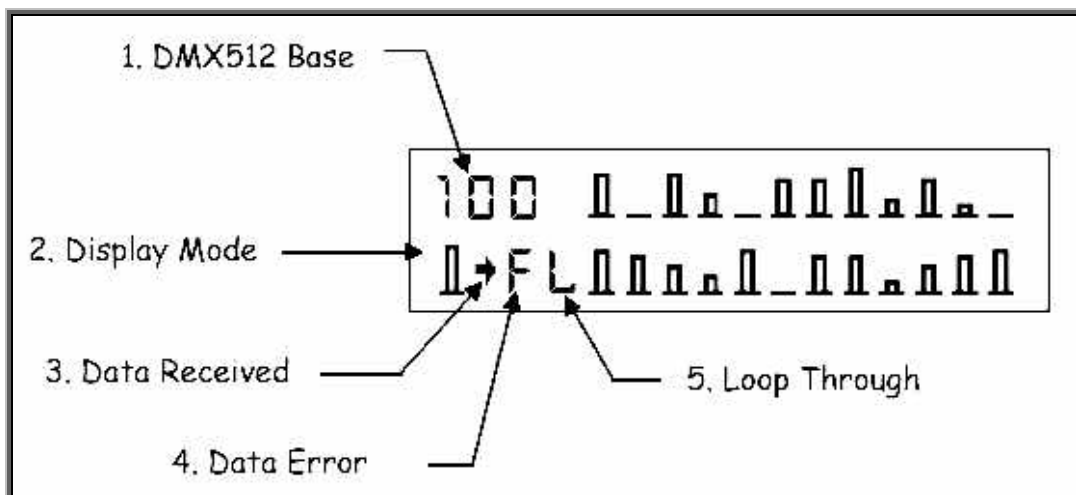 1. DMX512 Base
100
2. Display Mode
FL
3. Data Received
5. Loop Through
4. Data Error